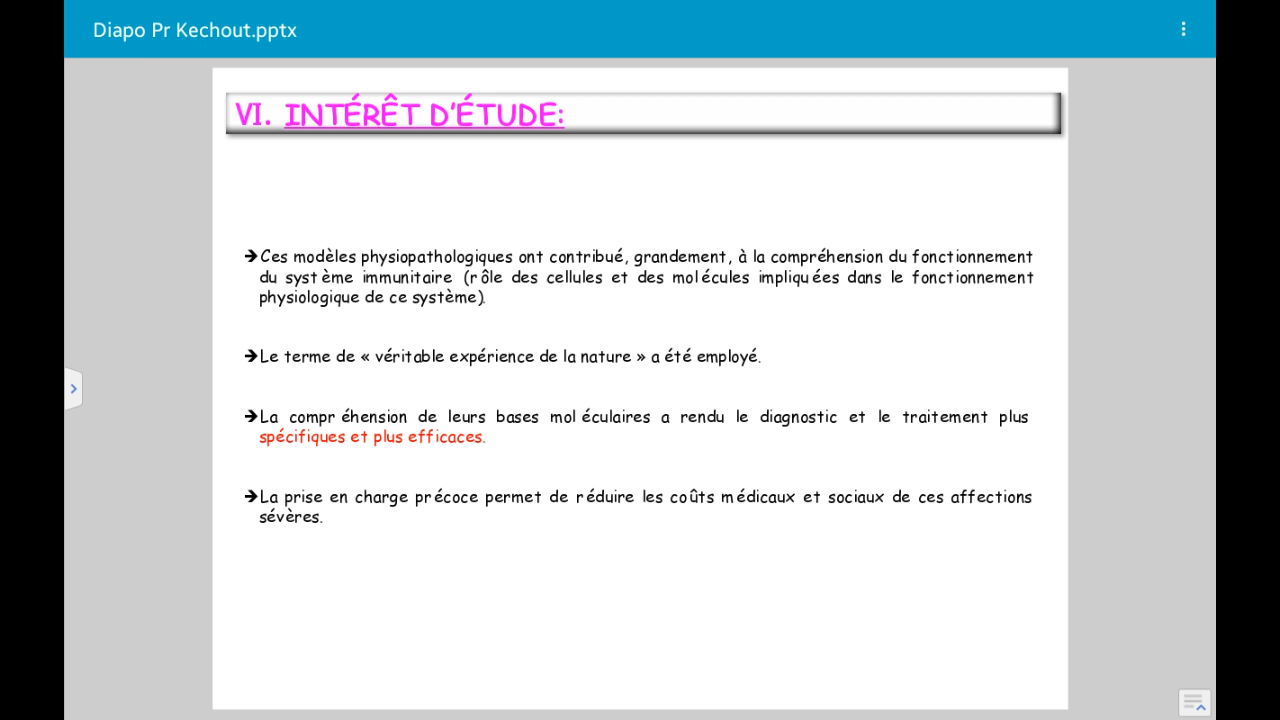 Diapo Pr Kechout.pptx
VI. INTÉRÊT D'ÉTUDE:
➔Ces modèles physiopathologiques ont contribué, grandement, à la compréhension du fonctionnement
du système immunitaire (rôle des cellules et des molécules impliquées dans le fonctionnement
physiologique de ce système).
➔Le terme de « véritable expérience de la nature » a été employé.
➔La compréhension de leurs bases moléculaires a rendu le diagnostic et le traitement plus
spécifiques et plus efficaces.
➔La prise en charge précoce permet de réduire les coûts médicaux et sociaux de ces affections
sévères.